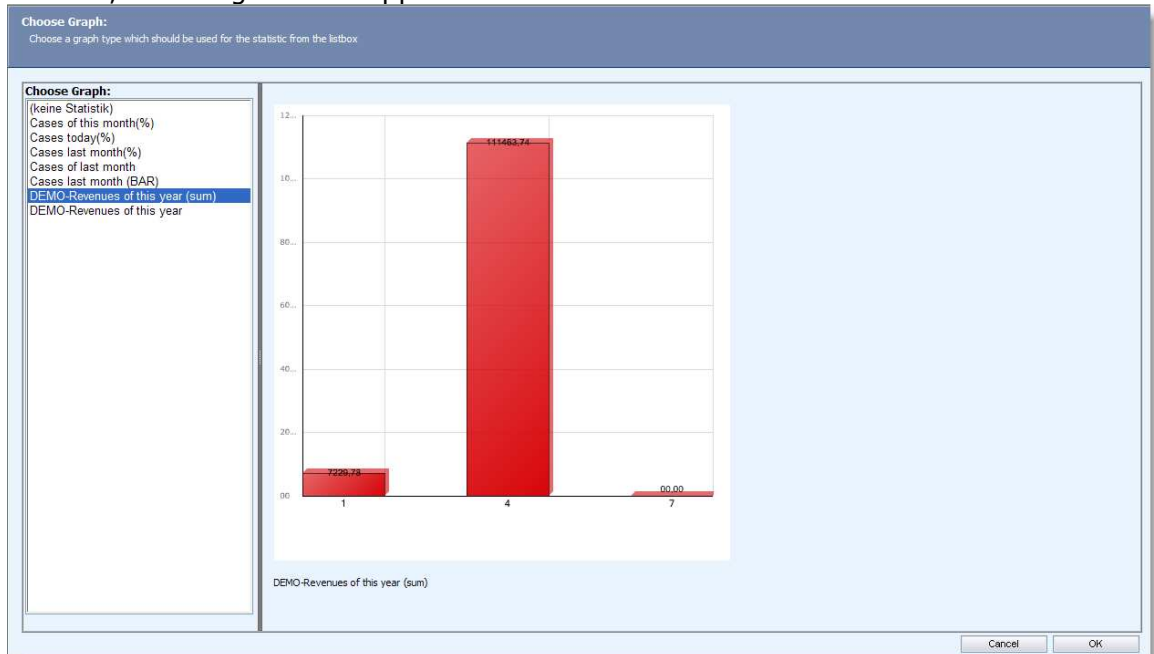 Choose Graph:
Choose a graph type which should be used for the statistic from the listbox
Choose Graph:
(keine Statistik)
Cases of this month(%)
Cases today(%)
Cases last month(%)
Cases of last month
Cases last month (BAR)
DEMO-Revenues of this year (sum)
DEMO-Revenues of this year
12...
10...
80...
60...
40...
20...
00
111463,74
7229,78
00,00
1
4
7
DEMO-Revenues of this year (sum)
Cancel
OK